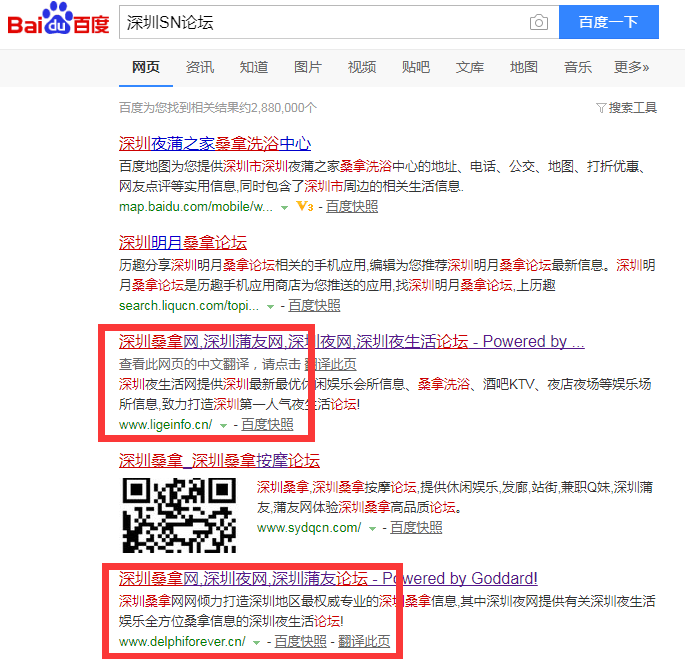 Bai du 百度
深圳SN论坛
百度一下
网页 资讯 知道 图片 视频 贴吧 文库 地图 音乐 更多»
百度为您找到相关结果约2,880,000个 搜索工具
深圳夜蒲之家桑拿洗浴中心
百度地图为您提供深圳市深圳夜蒲之家桑拿洗浴中心的地址、电话、公交、地图、打折优惠、
网友点评等实用信息,同时包含了深圳市周边的相关生活信息.
map.baidu.com/mobile/w... V3 - 百度快照
深圳明月桑拿论坛
历趣分享深圳明月桑拿论坛相关的手机应用,编辑为您推荐深圳明月桑拿论坛最新信息。深圳明
月桑拿论坛是历趣手机应用商店为您推送的应用,找深圳明月桑拿论坛,上历趣
search.liqucn.com/topi... - 百度快照
深圳桑拿网,深圳蒲友网,深圳夜网,深圳夜生活论坛 - Powered by ...
查看此网页的中文翻译，请点击 翻译此页
深圳夜生活网提供深圳最新最优休闲娱乐会所信息、桑拿洗浴、酒吧KTV、夜店夜场等娱乐场
所信息,致力打造深圳第一人气夜生活论坛!
www.ligeinfo.cn/ - 百度快照
深圳桑拿_深圳桑拿按摩论坛
深圳桑拿,深圳桑拿按摩论坛,提供休闲娱乐,发廊,站街,兼职Q妹,深圳蒲
友,蒲友网体验深圳桑拿高品质论坛。
www.sydqcn.com/ - 百度快照
深圳桑拿网,深圳夜网,深圳蒲友论坛 - Powered by Goddard!
深圳桑拿网网倾力打造深圳地区最权威专业的深圳桑拿信息,其中深圳夜网提供有关深圳夜生活
娱乐全方位桑拿信息的深圳夜生活论坛!
www.delphiforever.cn/ - 百度快照 - 翻译此页